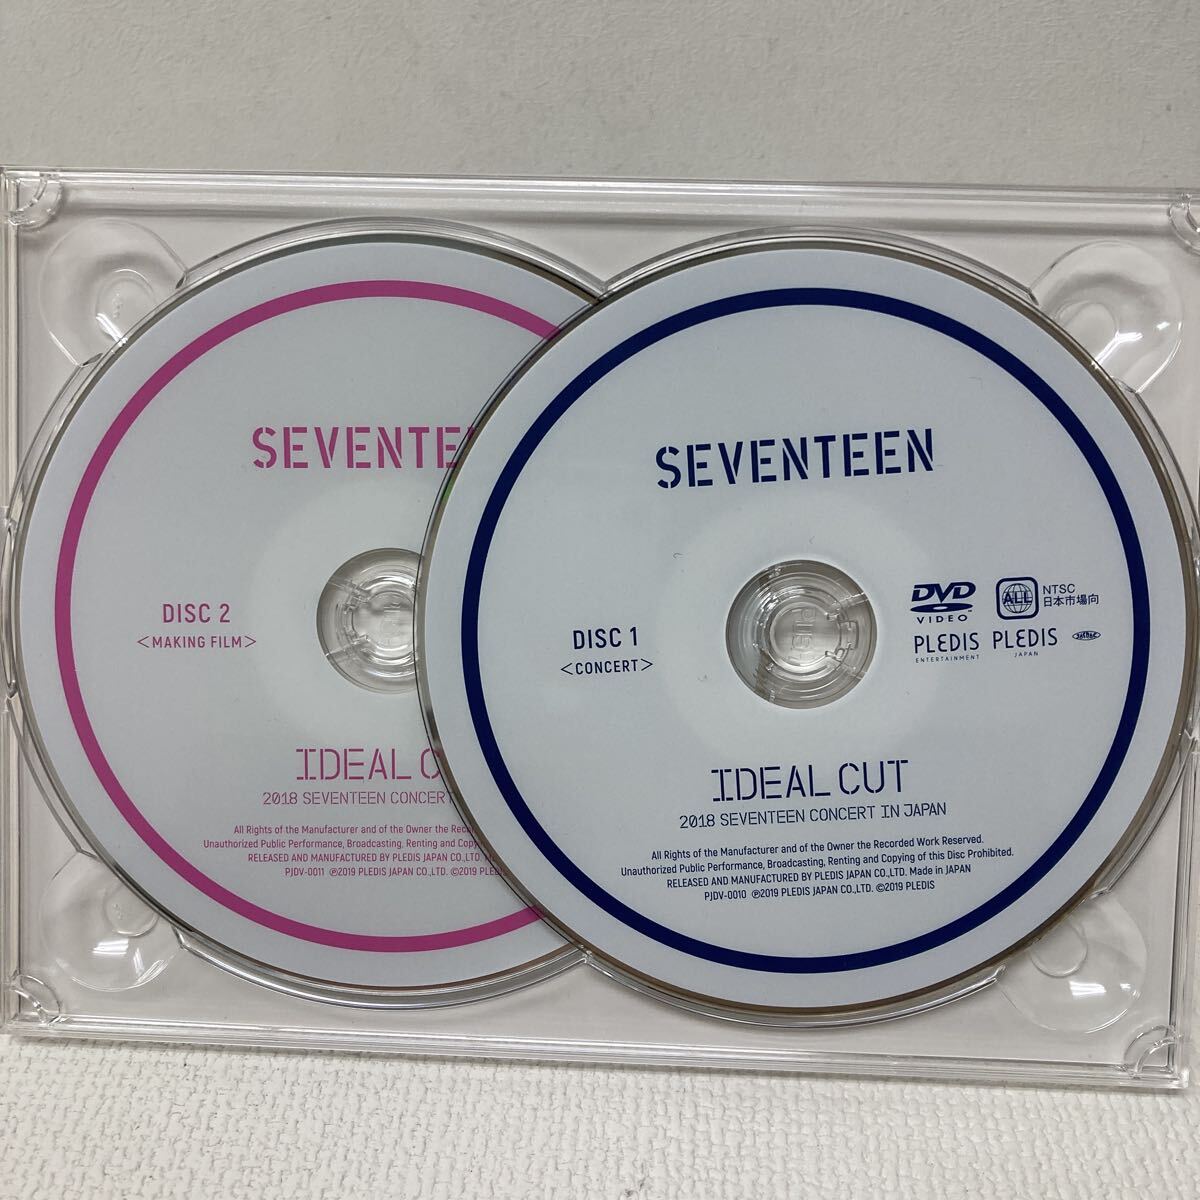 SEVENTEE
DISC 2
<MAKING FILM>
IDEAL C
2018 SEVENTEEN CONCERT
All Rights of the Manufacturer and of the Owner the Recor
Unauthorized Public Performance, Broadcasting, Renting and Copy
RELEASED AND MANUFACTURED BY PLEDIS JAPAN CO.,LTD.
PJDV-0011 ℗2019 PLEDIS JAPAN CO.,LTD. ©2019 PLED
SEVENTEEN
DISC 1
<CONCERT>
DVD
VIDEO
ALL
NTSC
日本市場向
PLEDIS
ENTERTAINMENT
PLEDIS
JAPAN
JASRAC
IDEAL CUT
2018 SEVENTEEN CONCERT IN JAPAN
All Rights of the Manufacturer and of the Owner the Recorded Work Reserved.
Unauthorized Public Performance, Broadcasting, Renting and Copying of this Disc Prohibited.
RELEASED AND MANUFACTURED BY PLEDIS JAPAN CO.,LTD. Made in JAPAN
PJDV-0010 ℗2019 PLEDIS JAPAN CO.,LTD. ©2019 PLEDIS